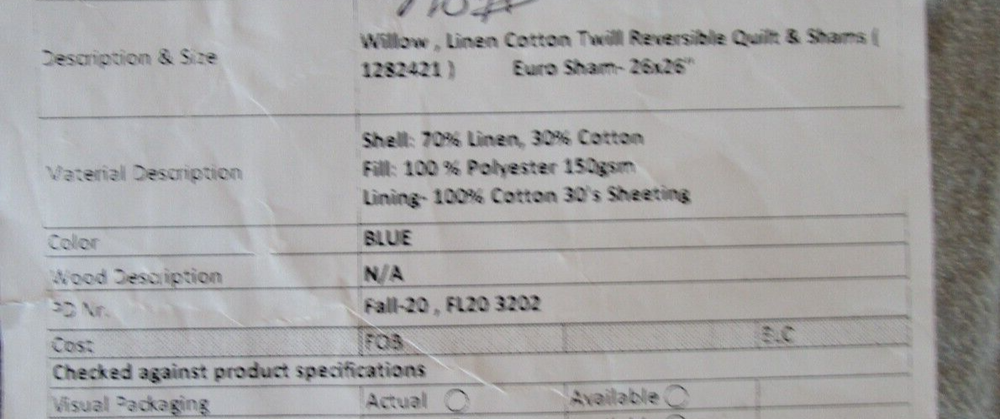 Description & Size
Willow , Linen Cotton Twill Reversible Quilt & Shams (
1282421 ) Euro Sham- 26x26"
Shell: 70% Linen, 30% Cotton
Material Description
Fill: 100 % Polyester 150gsm
Lining- 100% Cotton 30's Sheeting
Color BLUE
Wood Description N/A
PO Nr. Fall-20 , FL20 3202
Cost FOB
Checked against product specifications
Visual Packaging Actual Available